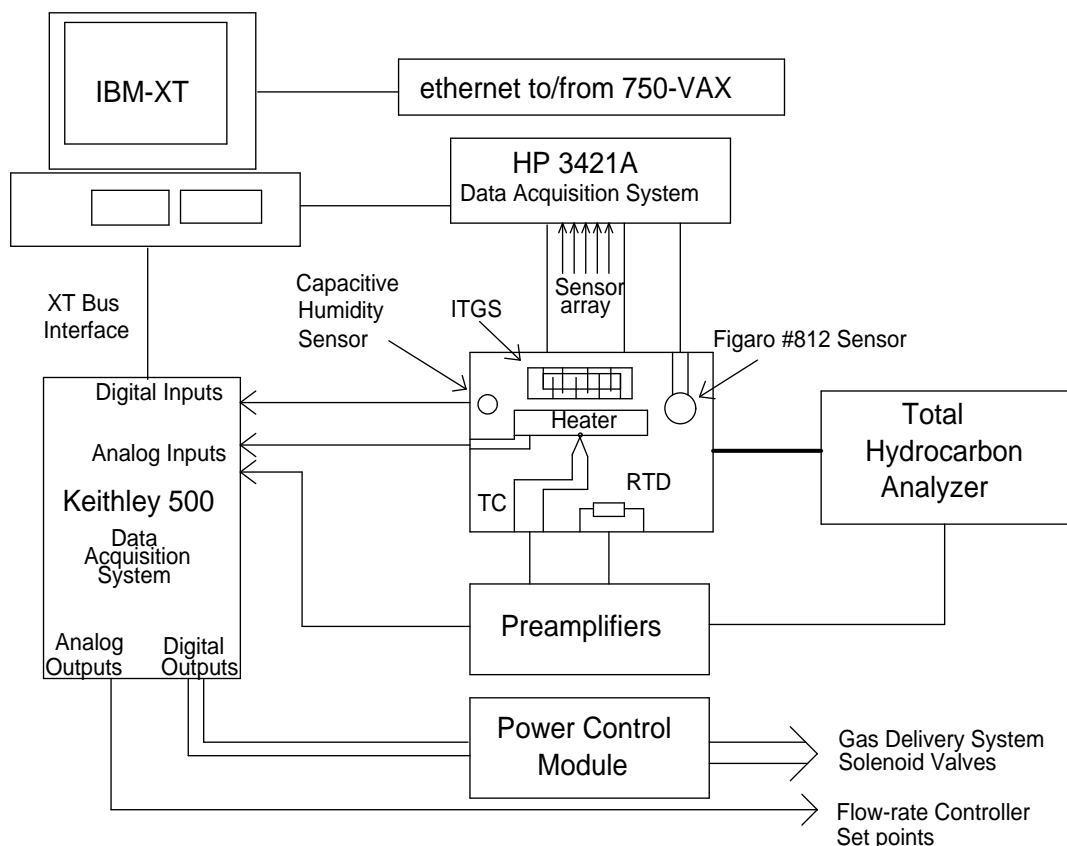 IBM-XT
ethernet to/from 750-VAX
HP 3421A
Data Acquisition System
Sensor
array
Capacitive
Humidity
Sensor
ITGS
XT Bus
Interface
Figaro #812 Sensor
Digital Inputs
Heater
Total
Hydrocarbon
Analyzer
Analog Inputs
Keithley 500
Data
Acquisition
System
TC
RTD
Preamplifiers
Analog
Outputs
Digital
Outputs
Power Control
Module
Gas Delivery System
Solenoid Valves
Flow-rate Controller
Set points